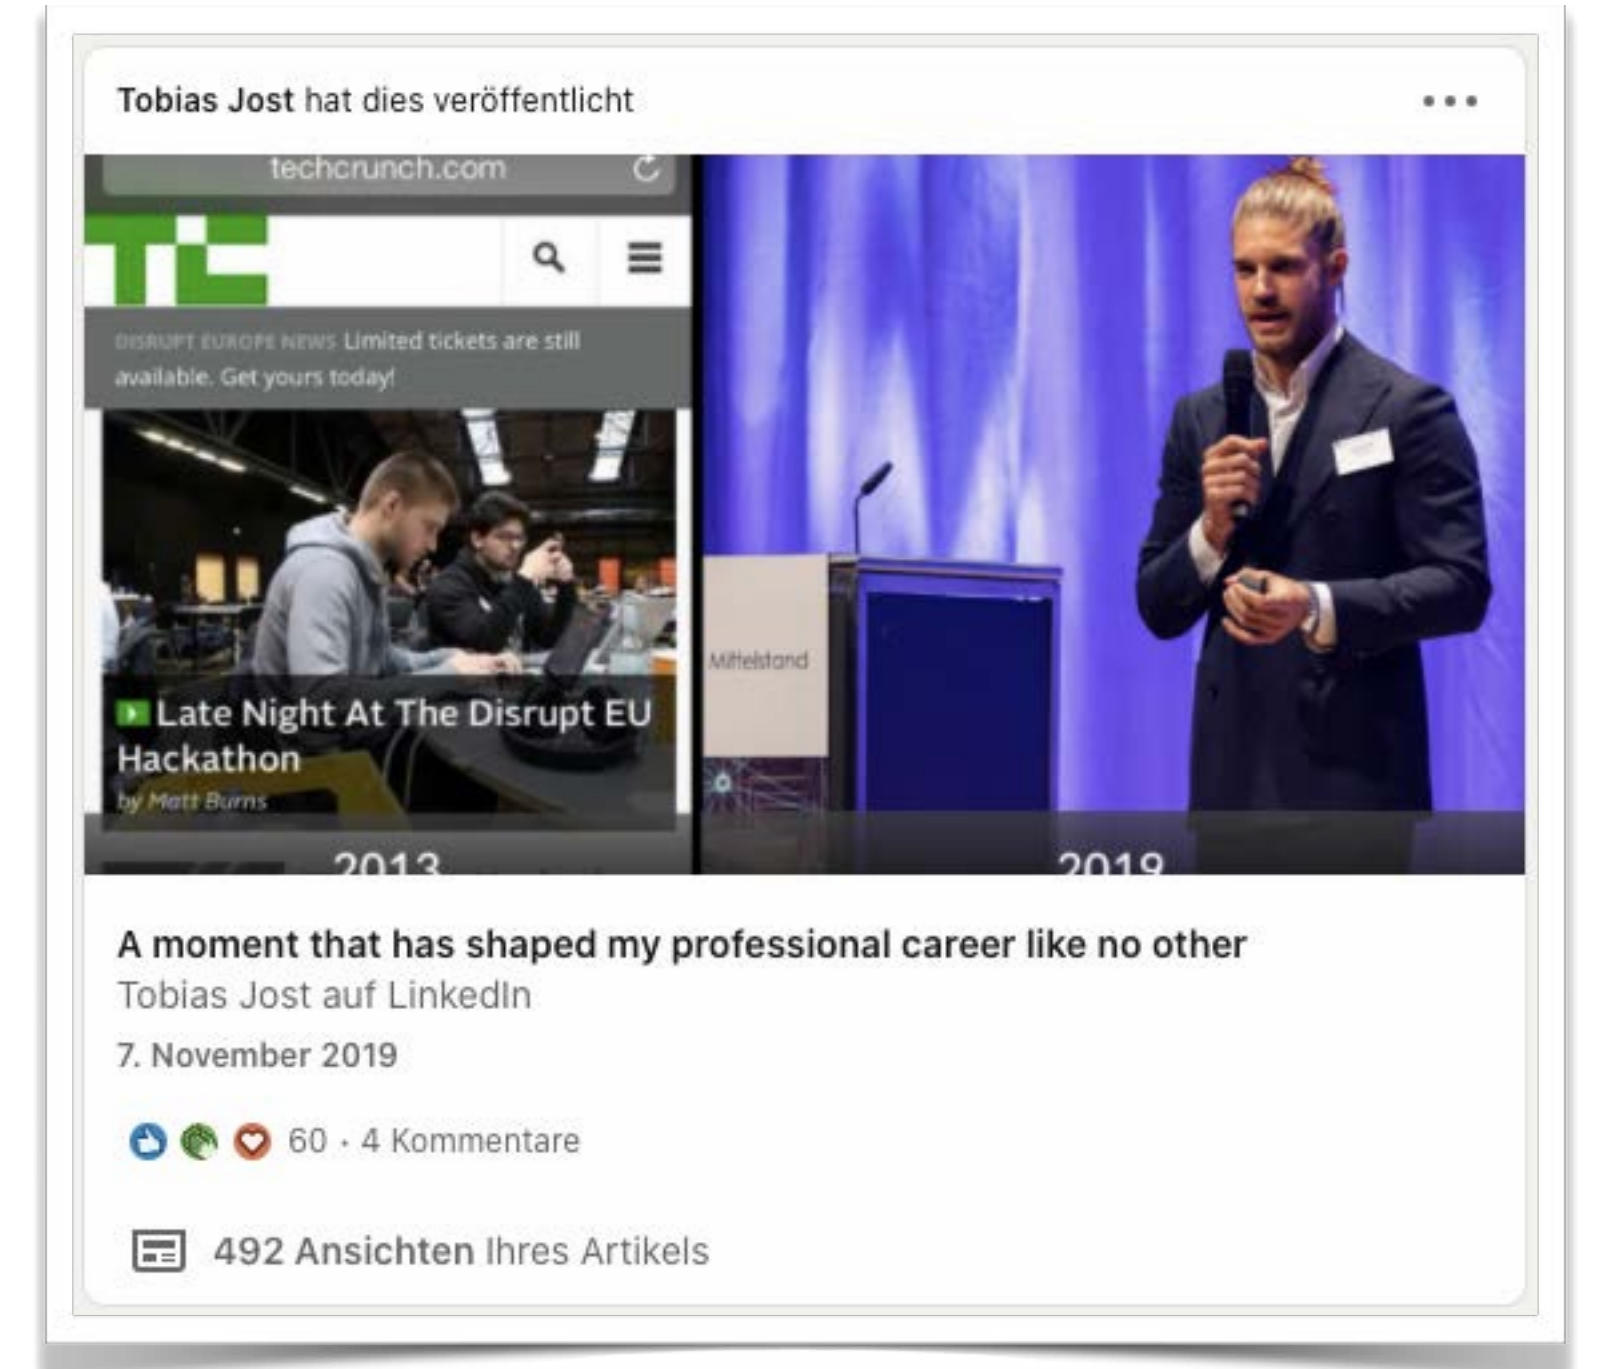 Tobias Jost hat dies veröffentlicht
techcrunch.com
TC
DISRUPT EUROPE NEWS Limited tickets are still
available. Get yours today!
Late Night At The Disrupt EU
Hackathon
by Matt Burns
2013
Mittelstand
2019
A moment that has shaped my professional career like no other
Tobias Jost auf LinkedIn
7. November 2019
60 · 4 Kommentare
492 Ansichten Ihres Artikels